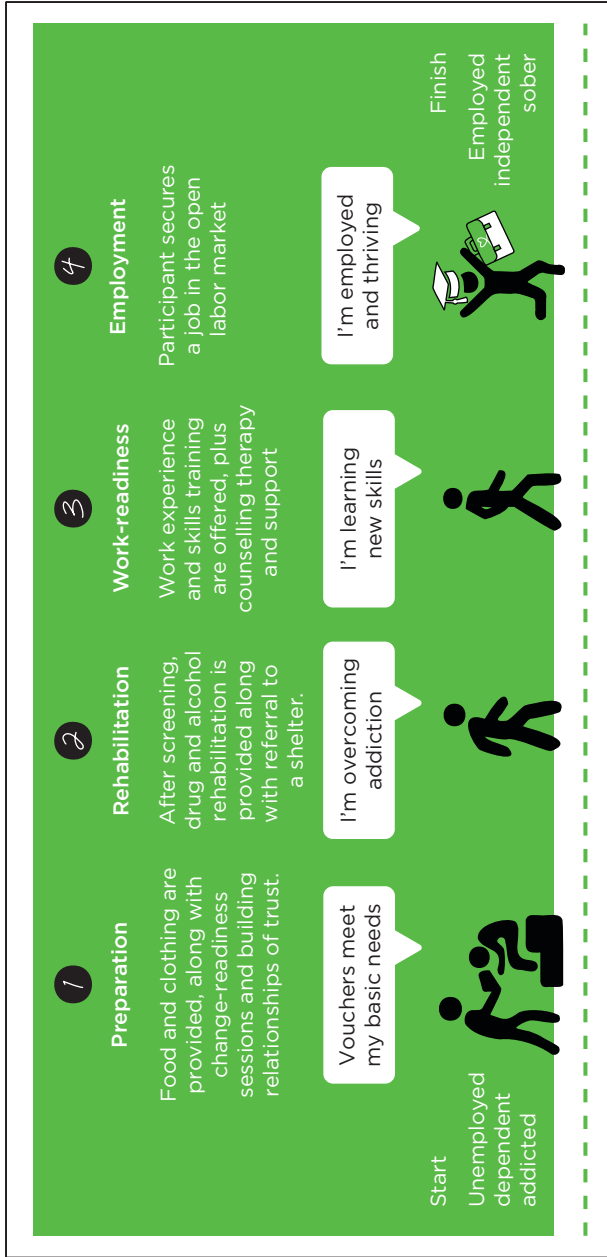 1
Preparation
Food and clothing are
provided, along with
change-readiness
sessions and building
relationships of trust.
Vouchers meet
my basic needs
2
Rehabilitation
After screening,
drug and alcohol
rehabilitation is
provided along
with referral to
a shelter.
I'm overcoming
addiction
3
Work-readiness
Work experience
and skills training
are offered, plus
counselling therapy
and support
I'm learning
new skills
4
Employment
Participant secures
a job in the open
labor market
I'm employed
and thriving
Start
Unemployed
dependent
addicted
Finish
Employed
independent
sober